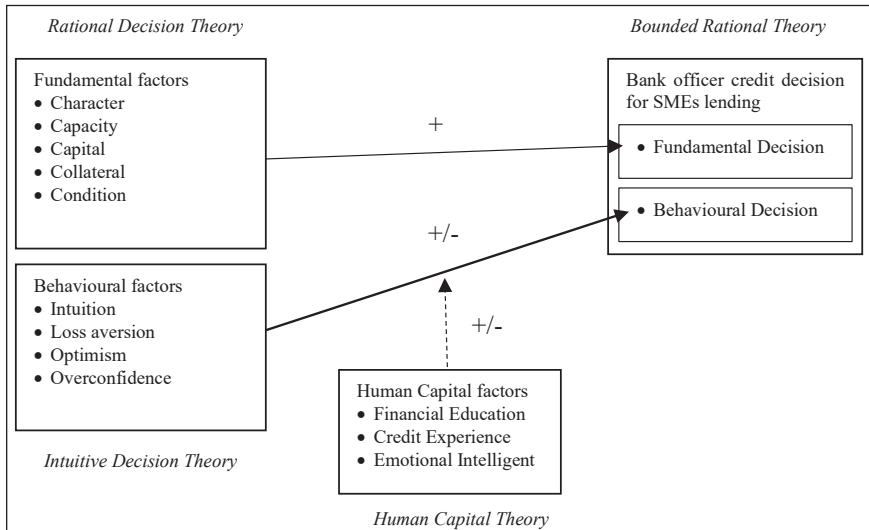 Rational Decision Theory
Bounded Rational Theory
Fundamental factors
• Character
• Capacity
• Capital
• Collateral
• Condition
+
Bank officer credit decision
for SMEs lending
• Fundamental Decision
• Behavioural Decision
+/-
Behavioural factors
• Intuition
• Loss aversion
• Optimism
• Overconfidence
+/-
Human Capital factors
• Financial Education
• Credit Experience
• Emotional Intelligent
Intuitive Decision Theory
Human Capital Theory